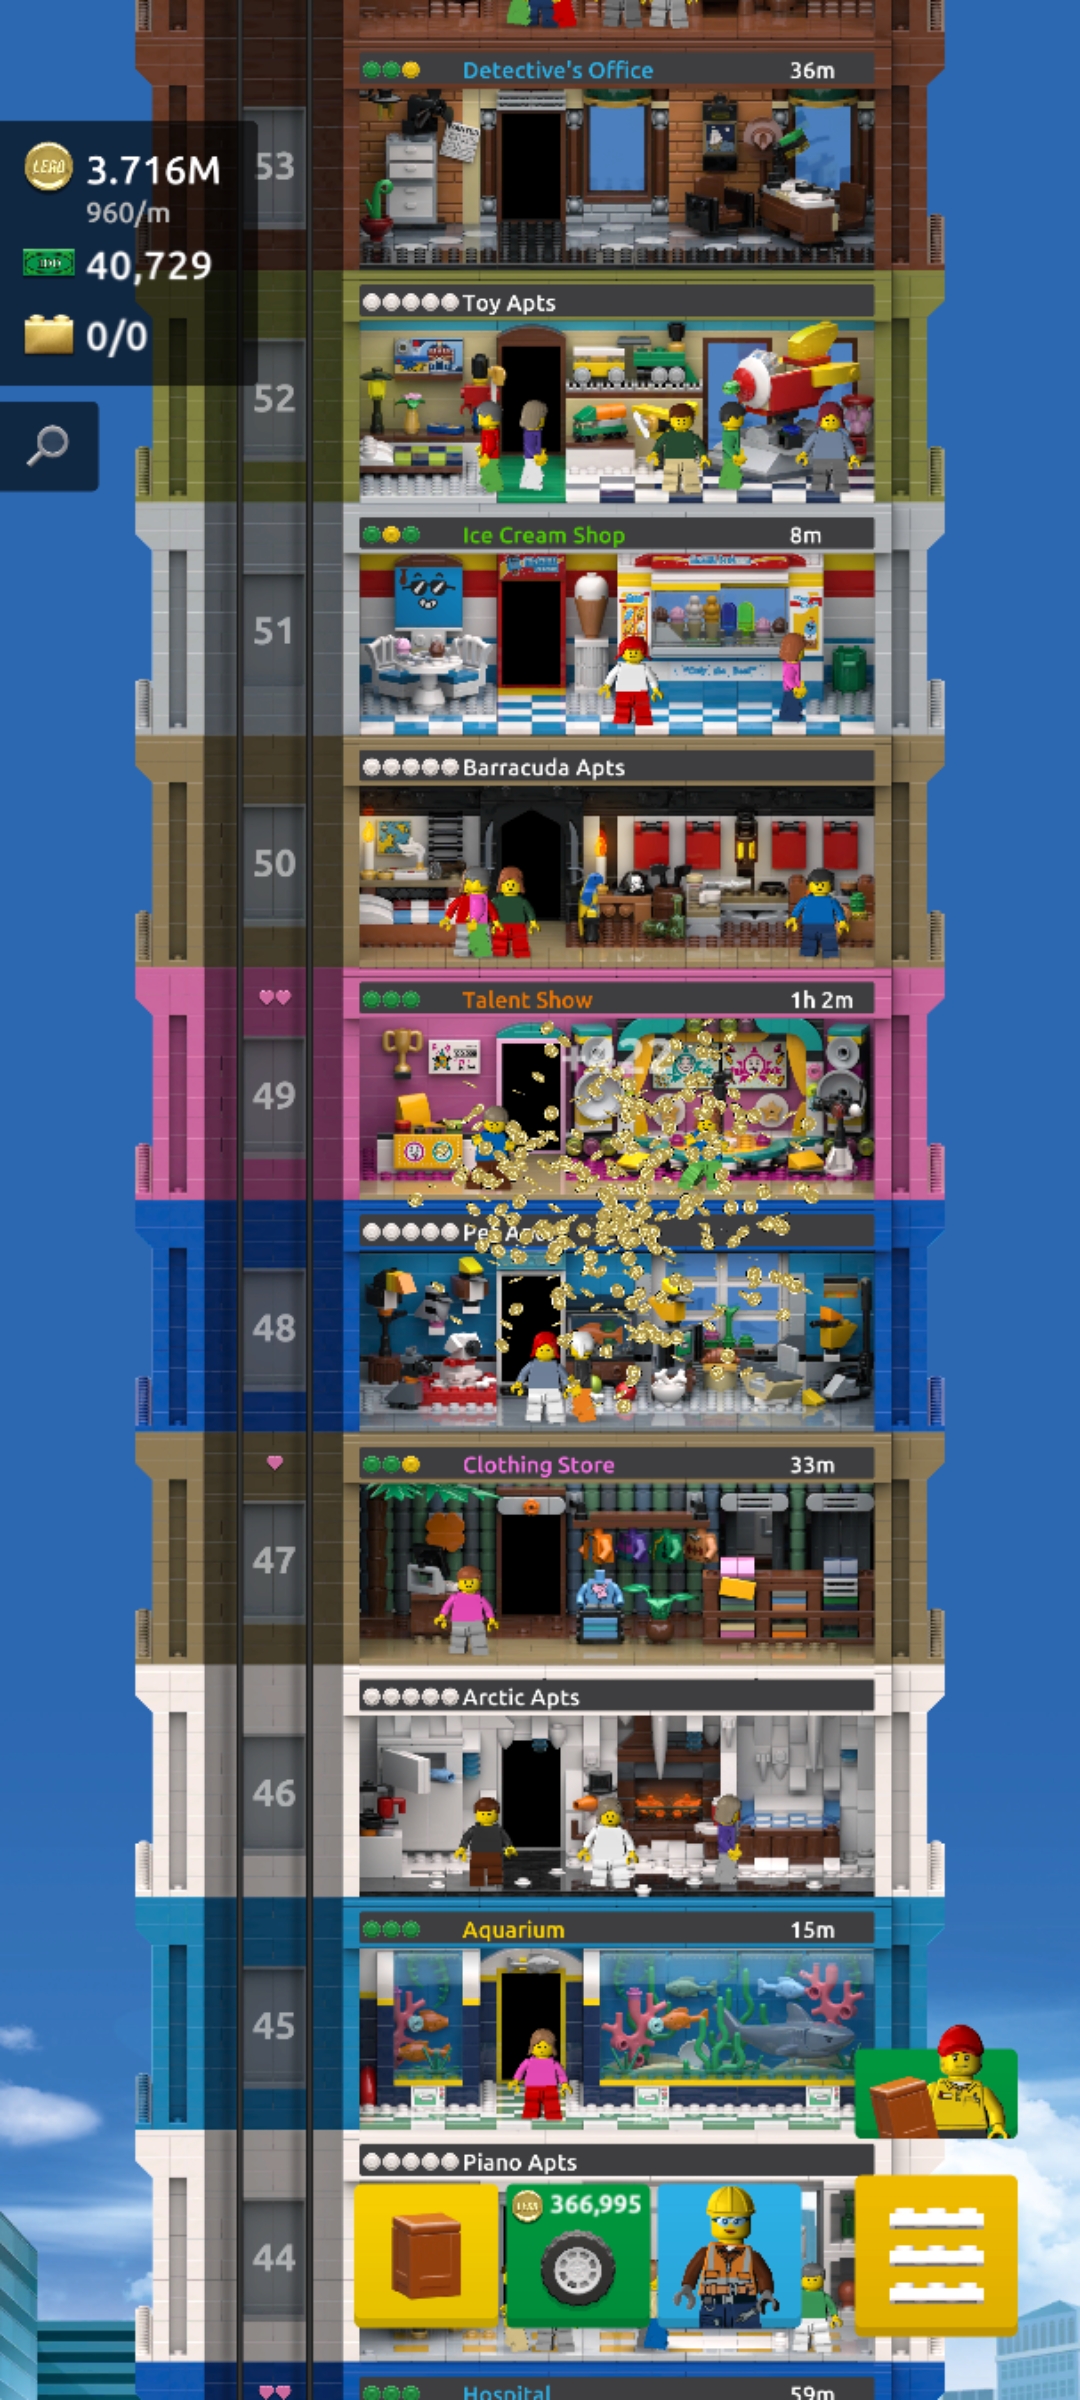 Detective's Office 36m
53
LEGO 3.716M
960/m
40,729
0/0
Toy Apts
52
Ice Cream Shop 8m
51
Barracuda Apts
50
Talent Show 1h 2m
49
48
Clothing Store 33m
47
Arctic Apts
46
Aquarium 15m
45
Piano Apts
366,995
44
Hospital 59m